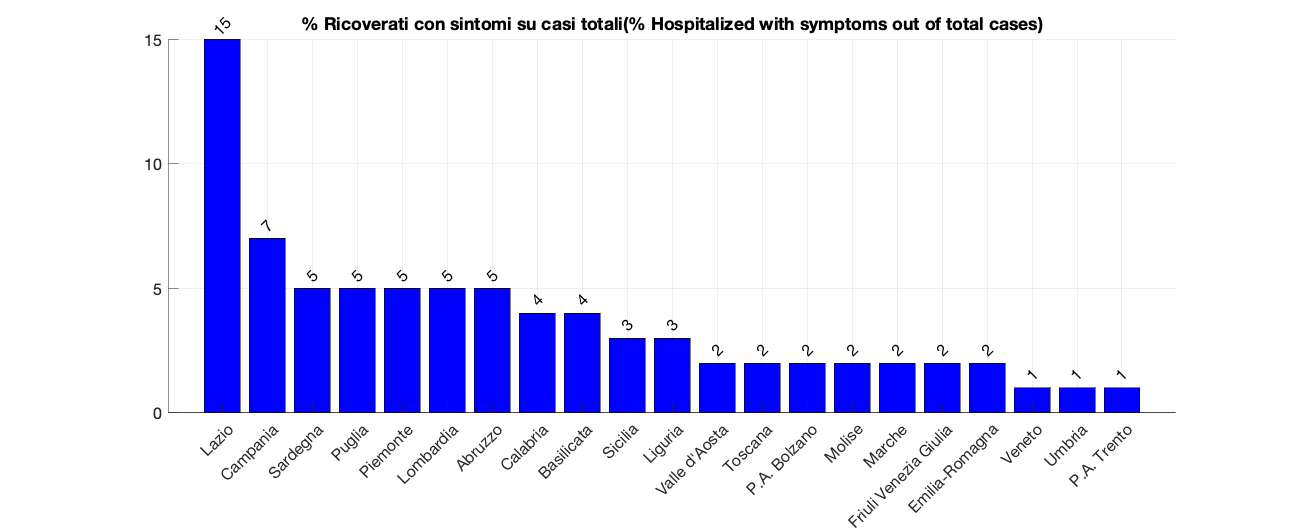 % Ricoverati con sintomi su casi totali(% Hospitalized with symptoms out of total cases)
15
10
5
0
15
7
5
5
5
5
5
4
4
3
3
2
2
2
2
2
2
2
1
1
1
Lazio
Campania
Sardegna
Puglia
Piemonte
Lombardia
Abruzzo
Calabria
Basilicata
Sicilia
Liguria
Valle d'Aosta
Toscana
P.A. Bolzano
Molise
Marche
Friuli Venezia Giulia
Emilia-Romagna
Veneto
Umbria
P.A. Trento